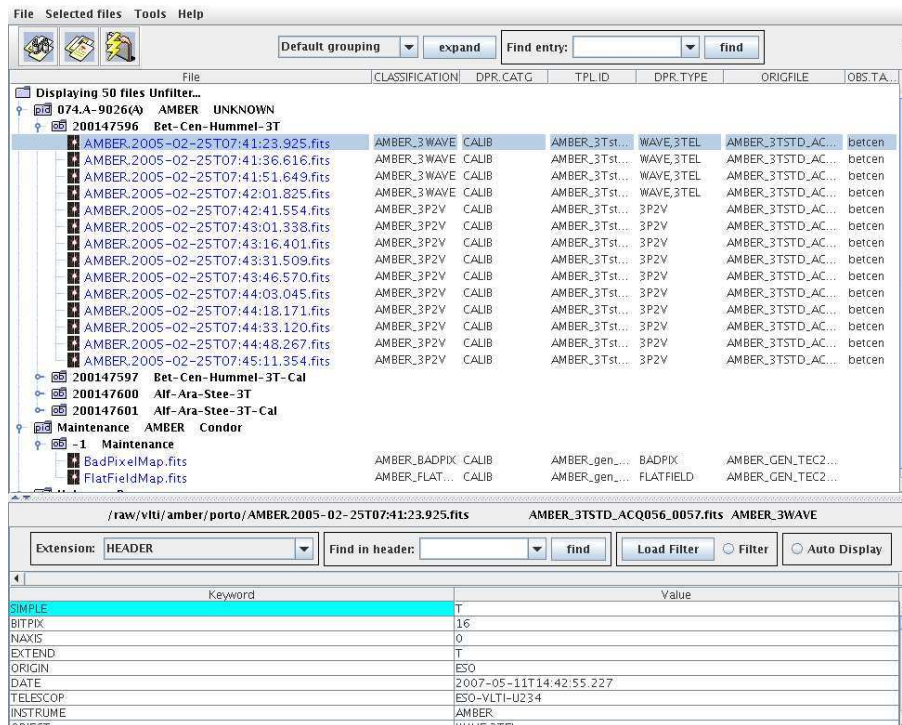 File Selected files Tools Help
Default grouping expand Find entry: find
File CLASSIFICATION DPR.CATG TPL.ID DPR.TYPE ORIGFILE OBS.TA...
Displaying 50 files Unfilter...
pid 074.A-9026(A) AMBER UNKNOWN
ob 200147596 Bet-Cen-Hummel-3T
AMBER.2005-02-25T07:41:23.925.fits AMBER_3WAVE CALIB AMBER_3Tst... WAVE,3TEL AMBER_3TSTD_AC... betcen
AMBER.2005-02-25T07:41:36.616.fits AMBER_3WAVE CALIB AMBER_3Tst... WAVE,3TEL AMBER_3TSTD_AC... betcen
AMBER.2005-02-25T07:41:51.649.fits AMBER_3WAVE CALIB AMBER_3Tst... WAVE,3TEL AMBER_3TSTD_AC... betcen
AMBER.2005-02-25T07:42:01.825.fits AMBER_3WAVE CALIB AMBER_3Tst... WAVE,3TEL AMBER_3TSTD_AC... betcen
AMBER.2005-02-25T07:42:41.554.fits AMBER_3P2V CALIB AMBER_3Tst... 3P2V AMBER_3TSTD_AC... betcen
AMBER.2005-02-25T07:43:01.338.fits AMBER_3P2V CALIB AMBER_3Tst... 3P2V AMBER_3TSTD_AC... betcen
AMBER.2005-02-25T07:43:16.401.fits AMBER_3P2V CALIB AMBER_3Tst... 3P2V AMBER_3TSTD_AC... betcen
AMBER.2005-02-25T07:43:31.509.fits AMBER_3P2V CALIB AMBER_3Tst... 3P2V AMBER_3TSTD_AC... betcen
AMBER.2005-02-25T07:43:46.570.fits AMBER_3P2V CALIB AMBER_3Tst... 3P2V AMBER_3TSTD_AC... betcen
AMBER.2005-02-25T07:44:03.045.fits AMBER_3P2V CALIB AMBER_3Tst... 3P2V AMBER_3TSTD_AC... betcen
AMBER.2005-02-25T07:44:18.171.fits AMBER_3P2V CALIB AMBER_3Tst... 3P2V AMBER_3TSTD_AC... betcen
AMBER.2005-02-25T07:44:33.120.fits AMBER_3P2V CALIB AMBER_3Tst... 3P2V AMBER_3TSTD_AC... betcen
AMBER.2005-02-25T07:44:48.267.fits AMBER_3P2V CALIB AMBER_3Tst... 3P2V AMBER_3TSTD_AC... betcen
AMBER.2005-02-25T07:45:11.354.fits AMBER_3P2V CALIB AMBER_3Tst... 3P2V AMBER_3TSTD_AC... betcen
ob 200147597 Bet-Cen-Hummel-3T-Cal
ob 200147600 Alf-Ara-Stee-3T
ob 200147601 Alf-Ara-Stee-3T-Cal
pid Maintenance AMBER Condor
ob -1 Maintenance
BadPixelMap.fits AMBER_BADPIX CALIB AMBER_gen_... BADPIX AMBER_GEN_TEC2...
FlatFieldMap.fits AMBER_FLAT... CALIB AMBER_gen_... FLATFIELD AMBER_GEN_TEC2...
/raw/vlti/amber/porto/AMBER.2005-02-25T07:41:23.925.fits AMBER_3TSTD_ACQ056_0057.fits AMBER_3WAVE
Extension: HEADER Find in header: find Load Filter Filter Auto Display
Keyword Value
SIMPLE T
BITPIX 16
NAXIS 0
EXTEND T
ORIGIN ESO
DATE 2007-05-11T14:42:55.227
TELESCOP ESO-VLTI-U234
INSTRUME AMBER